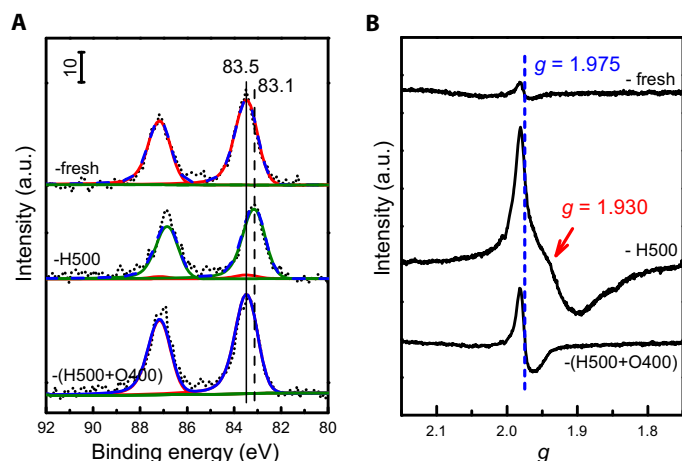 A
10
83.5
83.1
-fresh
-H500
-(H500+O400)
Intensity (a.u.)
92 90 88 86 84 82 80
Binding energy (eV)
B
g = 1.975
- fresh
g = 1.930
- H500
-(H500+O400)
Intensity (a.u.)
2.1 2.0 1.9 1.8
g